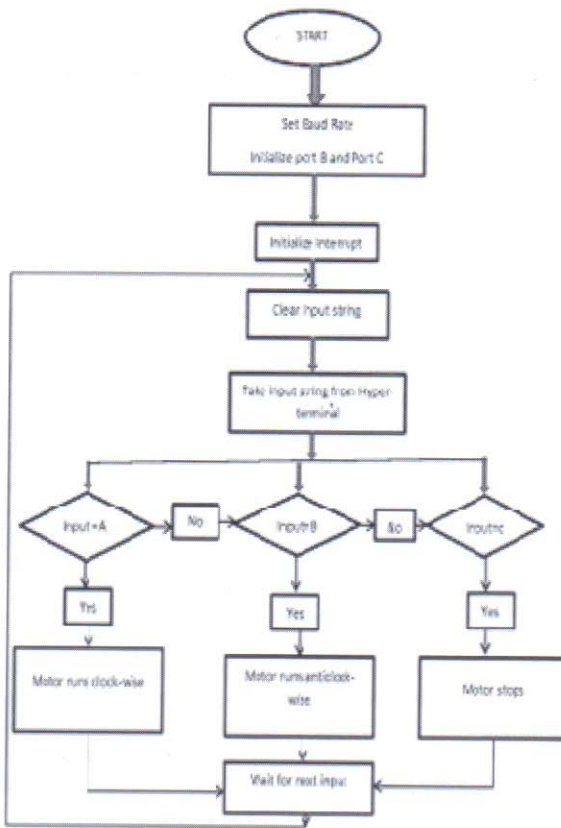 START
Set Baud Rate
Initialize port B and Port C
Initialize Interrupt
Clear Input string
Take input string from Hyper
terminal
Input=A
No
Input=B
No
Input=c
Yes
Yes
Yes
Motor runs clock-wise
Motor runs anticlock-
wise
Motor stops
Wait for next input